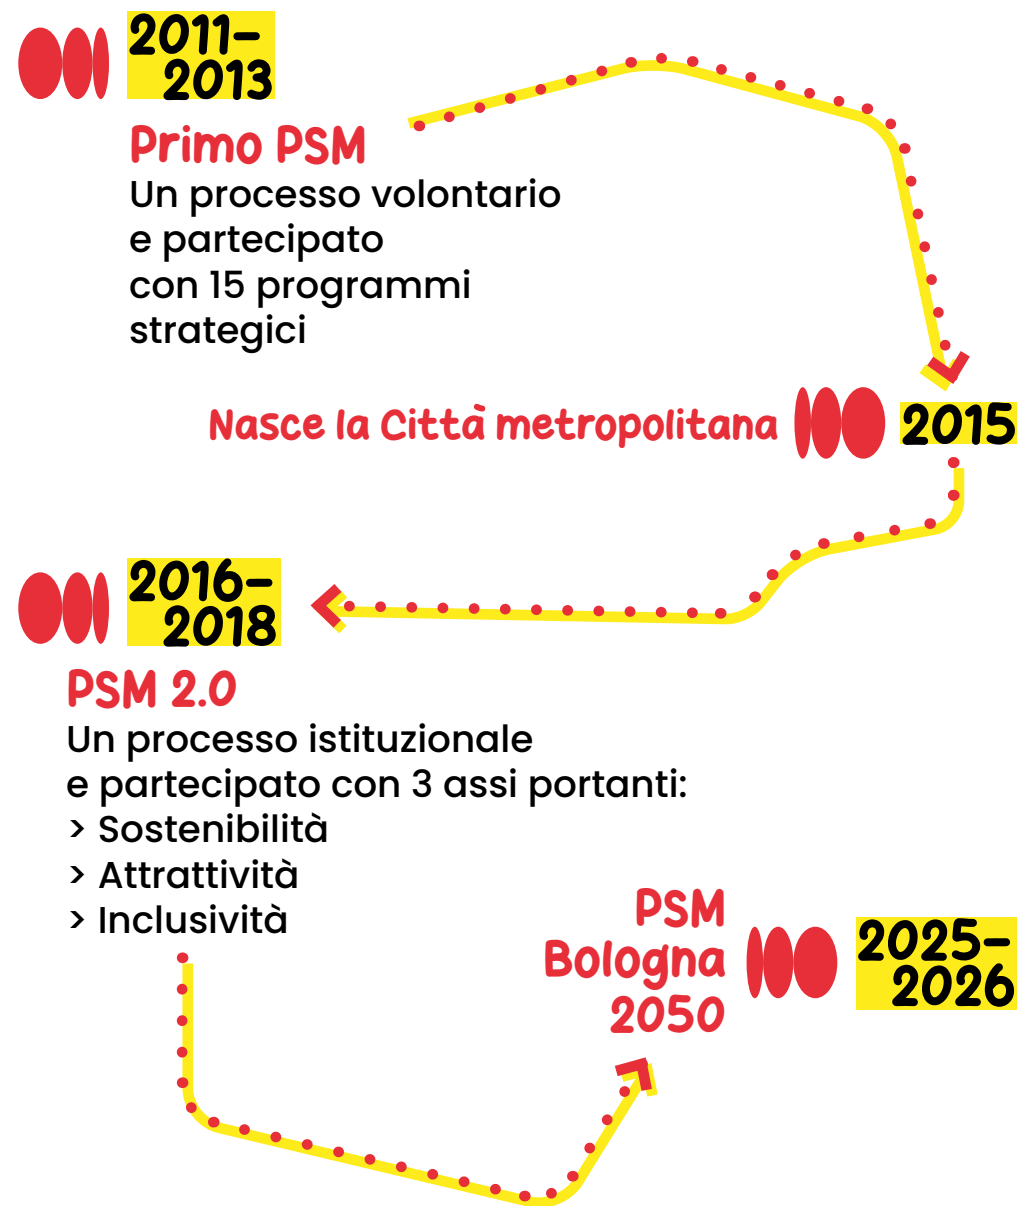 2011-
2013
Primo PSM
Un processo volontario
e partecipato
con 15 programmi
strategici
Nasce la Città metropolitana
2015
2016-
2018
PSM 2.0
Un processo istituzionale
e partecipato con 3 assi portanti:
> Sostenibilità
> Attrattività
> Inclusività
PSM
Bologna
2050
2025-
2026